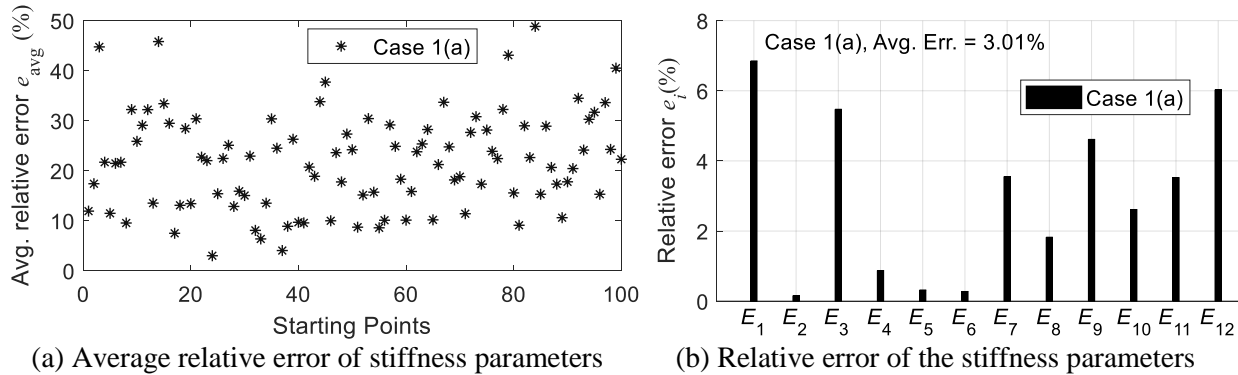 Avg. relative error e_avg (%)
50
40
30
20
10
0
✳ Case 1(a)
0 20 40 60 80 100
Starting Points
(a) Average relative error of stiffness parameters
Relative error e_i(%)
8
6
4
2
0
Case 1(a), Avg. Err. = 3.01%
Case 1(a)
E_1 E_2 E_3 E_4 E_5 E_6 E_7 E_8 E_9 E_10 E_11 E_12
(b) Relative error of the stiffness parameters